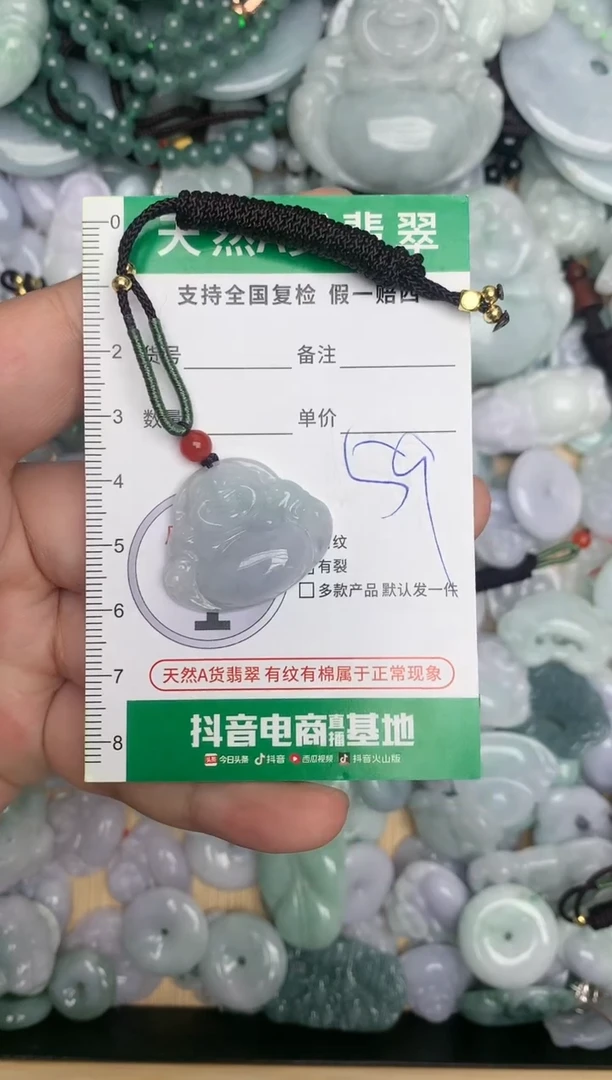 0
天然A货翡翠
支持全国复检 假一赔四
2
货号 备注
3
数量 单价
59
4
5
纹
有裂
多款产品 默认发一件
6
7
天然A货翡翠 有纹有棉属于正常现象
抖音电商直播基地
8
今日头条 抖音 西瓜视频 抖音火山版